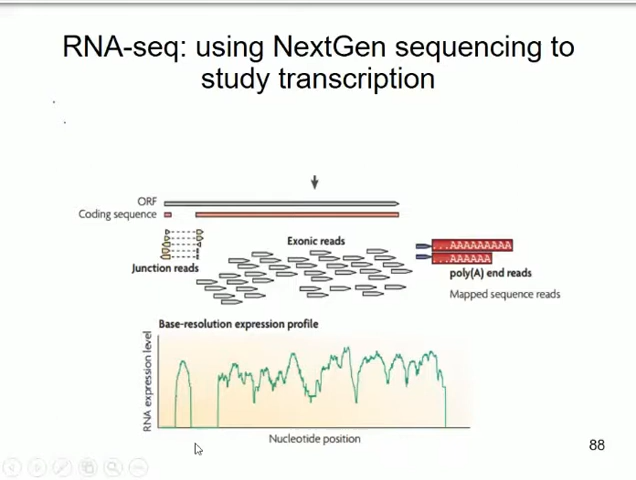 RNA-seq: using NextGen sequencing to
study transcription
ORF
Coding sequence
Junction reads
Exonic reads
...AAAAAAAAA
...AAAAAA
poly(A) end reads
Mapped sequence reads
Base-resolution expression profile
RNA expression level
Nucleotide position
88